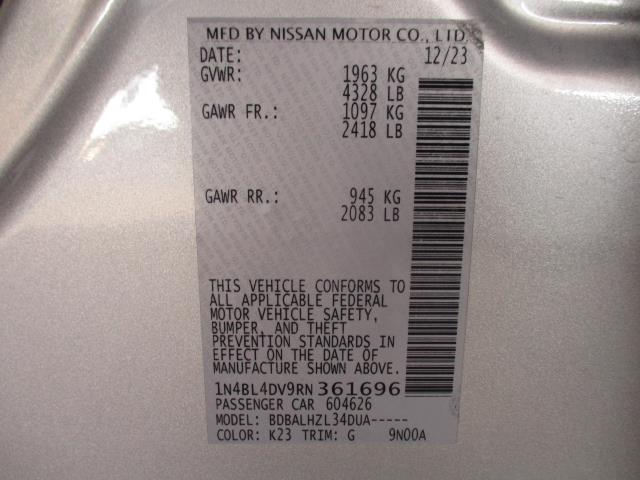 MFD BY NISSAN MOTOR CO., LTD.
DATE: 12/23
GVWR: 1963 KG
4328 LB
GAWR FR.: 1097 KG
2418 LB
GAWR RR.: 945 KG
2083 LB
THIS VEHICLE CONFORMS TO
ALL APPLICABLE FEDERAL
MOTOR VEHICLE SAFETY,
BUMPER, AND THEFT
PREVENTION STANDARDS IN
EFFECT ON THE DATE OF
MANUFACTURE SHOWN ABOVE.
1N4BL4DV9RN361696
PASSENGER CAR 604626
MODEL: BDBALHZL34DUA-----
COLOR: K23 TRIM: G 9N00A